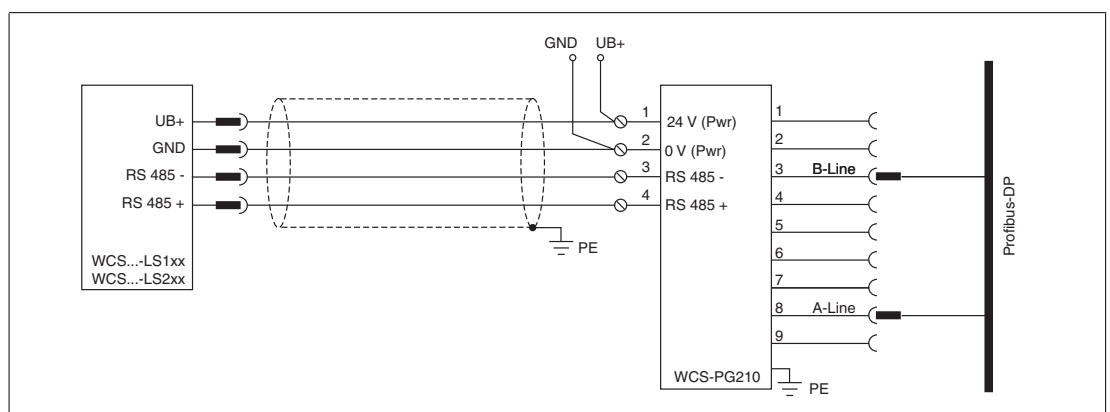 GND UB+
UB+
GND
RS 485 -
RS 485 +
WCS...-LS1xx
WCS...-LS2xx
PE
1
2
3
4
24 V (Pwr)
0 V (Pwr)
RS 485 -
RS 485 +
WCS-PG210
1
2
3 B-Line
4
5
6
7
8 A-Line
9
PE
Profibus-DP